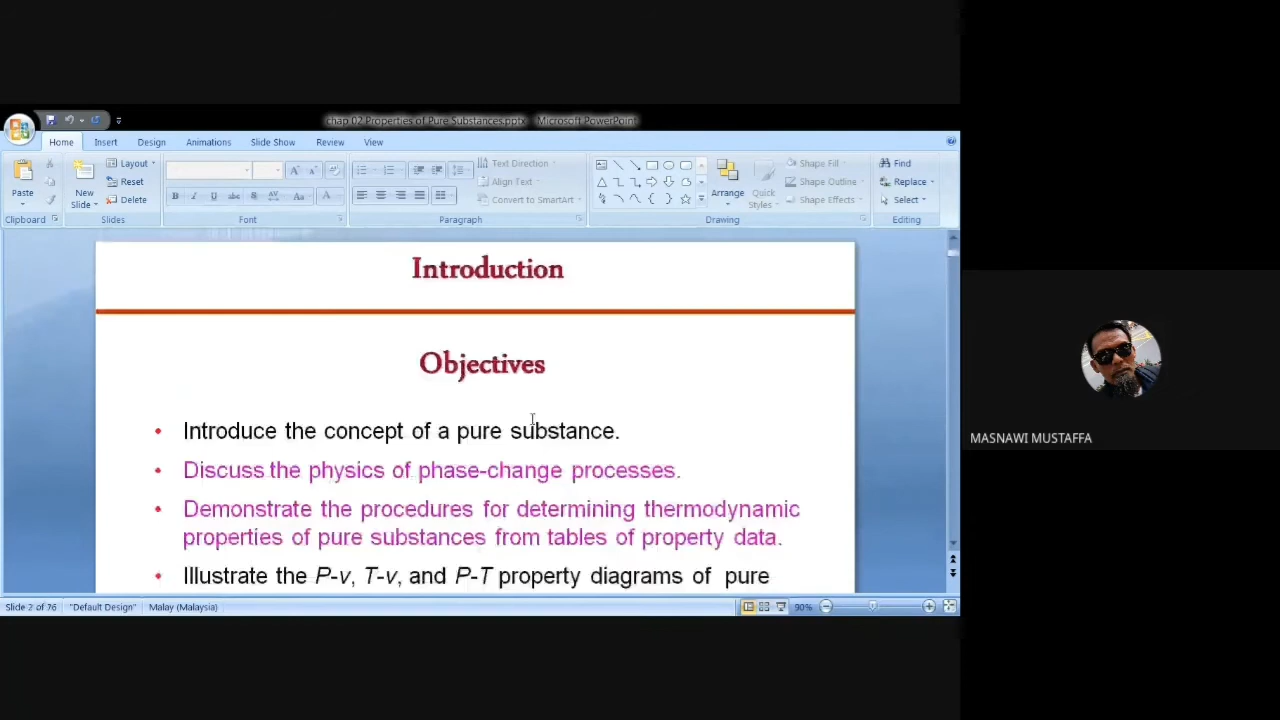 chap 02 Properties of Pure Substances.pptx - Microsoft PowerPoint
Home Insert Design Animations Slide Show Review View
Paste
New Slide
Layout
Reset
Delete
Text Direction
Align Text
Convert to SmartArt
Arrange
Quick Styles
Shape Fill
Shape Outline
Shape Effects
Find
Replace
Select
Clipboard Slides Font Paragraph Drawing Editing
Introduction
Objectives
• Introduce the concept of a pure substance.
• Discuss the physics of phase-change processes.
• Demonstrate the procedures for determining thermodynamic
properties of pure substances from tables of property data.
• Illustrate the P-v, T-v, and P-T property diagrams of pure
Slide 2 of 76 "Default Design" Malay (Malaysia) 90%
MASNAWI MUSTAFFA